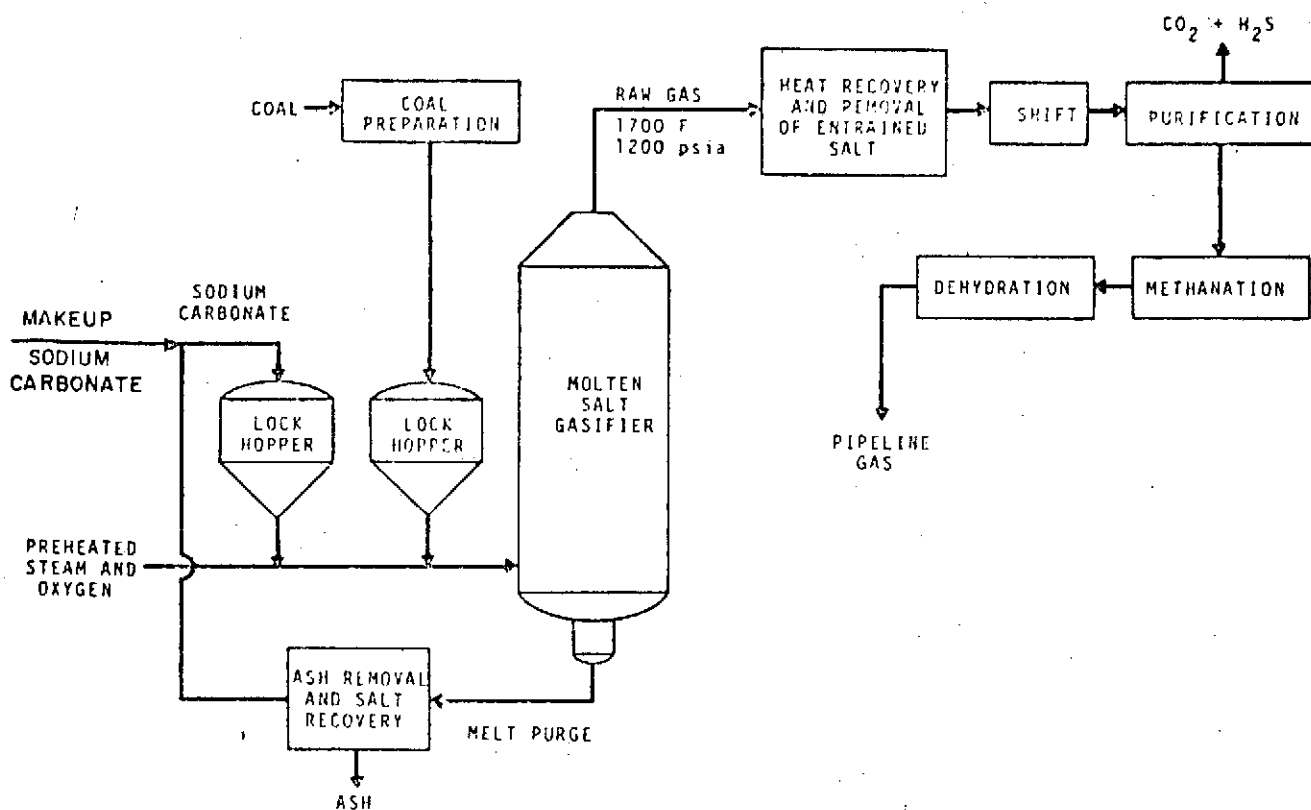 CO2 + H2S
COAL
COAL
PREPARATION
RAW GAS
1700 F
1200 psia
HEAT RECOVERY
AND REMOVAL
OF ENTRAINED
SALT
SHIFT
PURIFICATION
DEHYDRATION
METHANATION
PIPELINE
GAS
SODIUM
CARBONATE
MAKEUP
SODIUM
CARBONATE
LOCK
HOPPER
LOCK
HOPPER
MOLTEN
SALT
GASIFIER
PREHEATED
STEAM AND
OXYGEN
ASH REMOVAL
AND SALT
RECOVERY
MELT PURGE
ASH